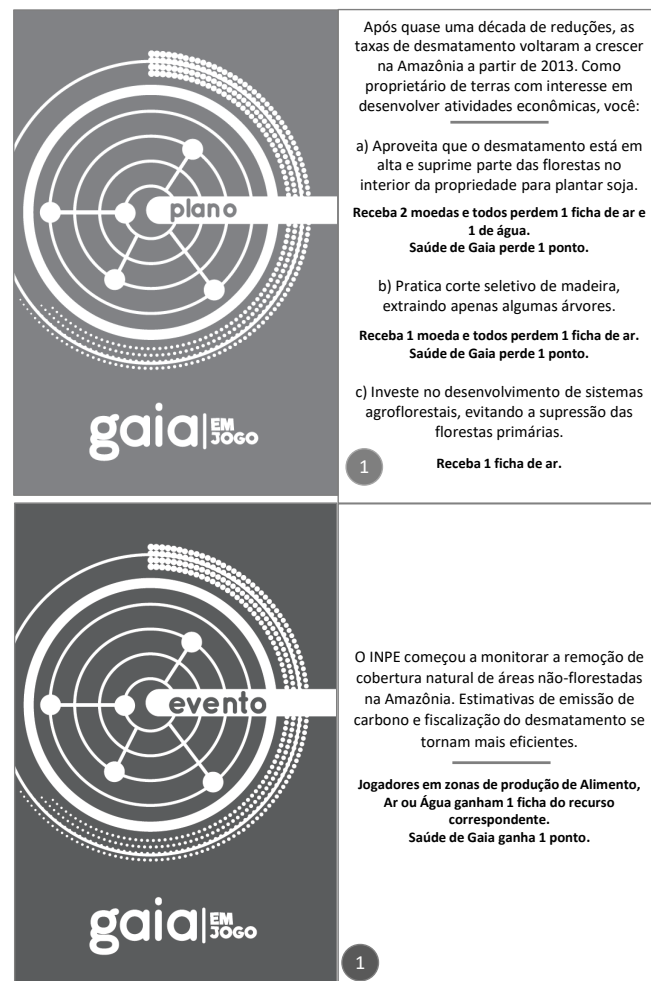 plano
gaia EM JOGO
Após quase uma década de reduções, as
taxas de desmatamento voltaram a crescer
na Amazônia a partir de 2013. Como
proprietário de terras com interesse em
desenvolver atividades econômicas, você:
a) Aproveita que o desmatamento está em
alta e suprime parte das florestas no
interior da propriedade para plantar soja.
Receba 2 moedas e todos perdem 1 ficha de ar e
1 de água.
Saúde de Gaia perde 1 ponto.
b) Pratica corte seletivo de madeira,
extraindo apenas algumas árvores.
Receba 1 moeda e todos perdem 1 ficha de ar.
Saúde de Gaia perde 1 ponto.
c) Investe no desenvolvimento de sistemas
agroflorestais, evitando a supressão das
florestas primárias.
Receba 1 ficha de ar.
1
evento
gaia EM JOGO
O INPE começou a monitorar a remoção de
cobertura natural de áreas não-florestadas
na Amazônia. Estimativas de emissão de
carbono e fiscalização do desmatamento se
tornam mais eficientes.
Jogadores em zonas de produção de Alimento,
Ar ou Água ganham 1 ficha do recurso
correspondente.
Saúde de Gaia ganha 1 ponto.
1